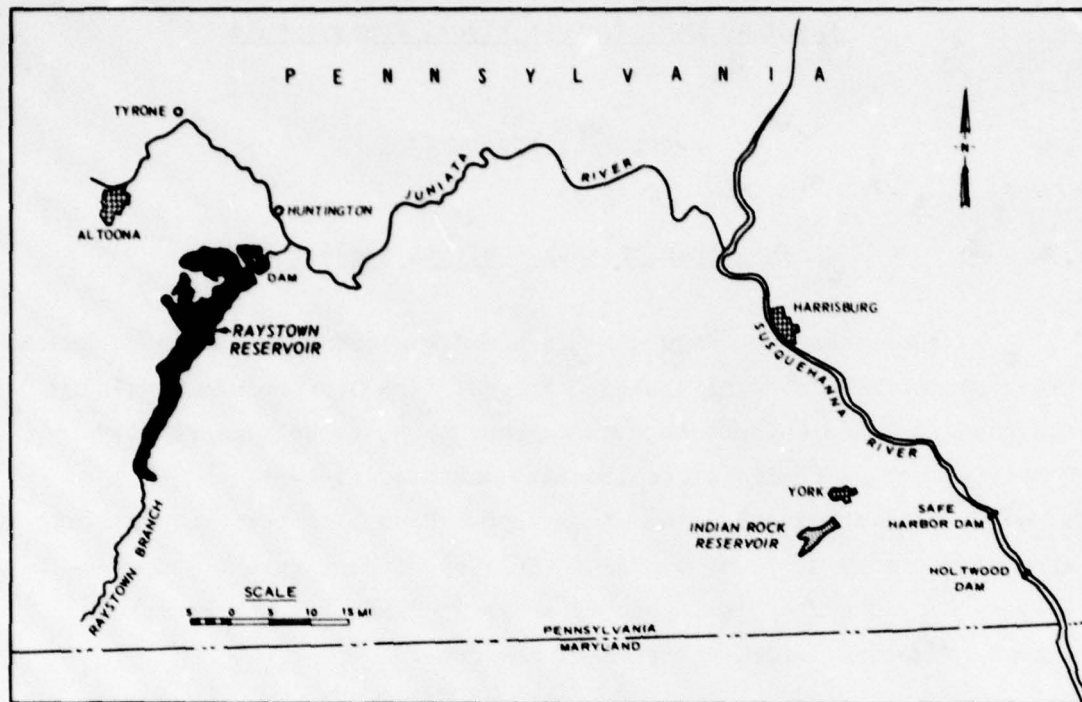 PENNSYLVANIA
TYRONE
N
JUNIATA RIVER
ALTOONA
HUNTINGTON
DAM
RAYSTOWN
RESERVOIR
HARRISBURG
SUSQUEHANNA RIVER
YORK
INDIAN ROCK
RESERVOIR
SAFE
HARBOR DAM
HOLTWOOD
DAM
RAYSTOWN BRANCH
SCALE
5 0 5 10 15 MI
PENNSYLVANIA
MARYLAND